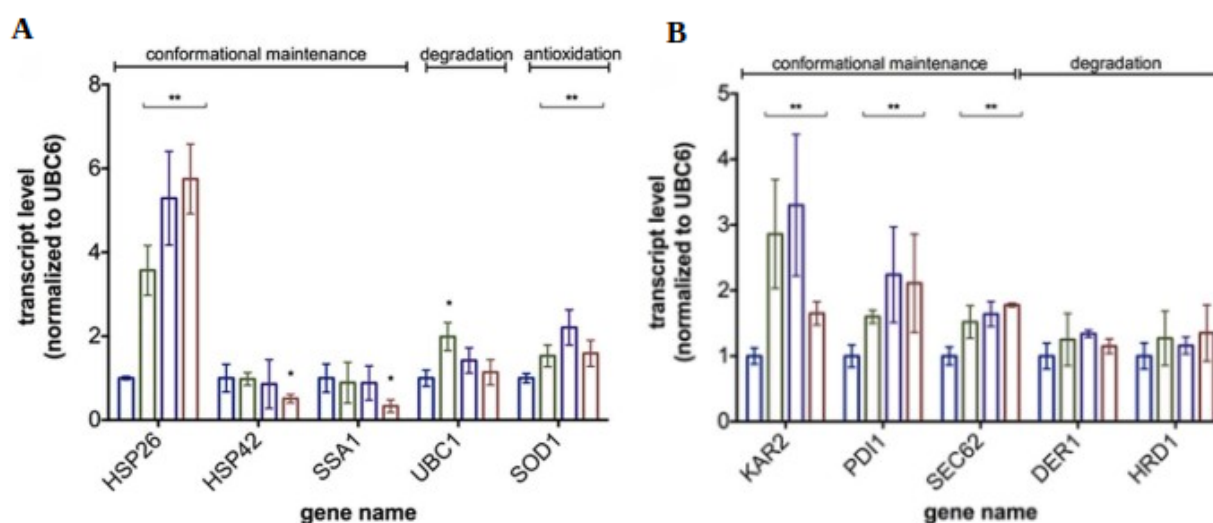 A
conformational maintenance degradation antioxidation
** **
* * *
8
6
4
2
0
transcript level
(normalized to UBC6)
HSP26 HSP42 SSA1 UBC1 SOD1
gene name
B
conformational maintenance degradation
** ** **
5
4
3
2
1
0
transcript level
(normalized to UBC6)
KAR2 PDI1 SEC62 DER1 HRD1
gene name